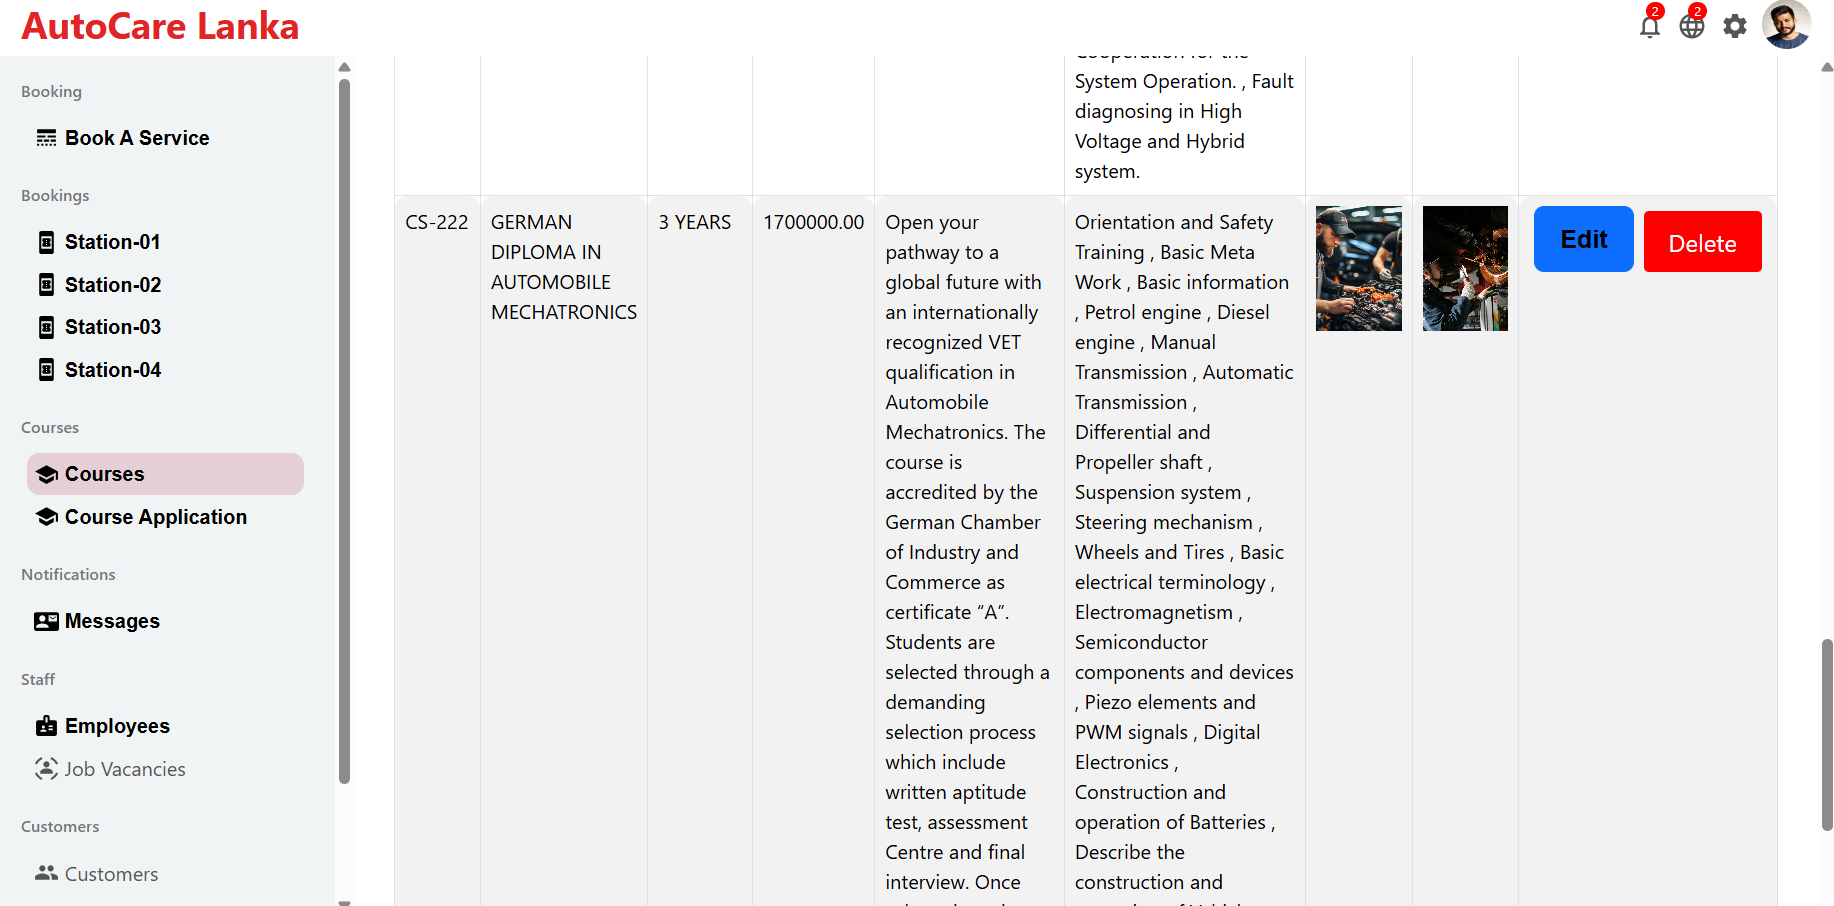 AutoCare Lanka
2
2
Booking
Book A Service
Bookings
Station-01
Station-02
Station-03
Station-04
Courses
Courses
Course Application
Notifications
Messages
Staff
Employees
Job Vacancies
Customers
Customers
Cooperation for the
System Operation. , Fault
diagnosing in High
Voltage and Hybrid
system.
CS-222
GERMAN
DIPLOMA IN
AUTOMOBILE
MECHATRONICS
3 YEARS
1700000.00
Open your
pathway to a
global future with
an internationally
recognized VET
qualification in
Automobile
Mechatronics. The
course is
accredited by the
German Chamber
of Industry and
Commerce as
certificate “A”.
Students are
selected through a
demanding
selection process
which include
written aptitude
test, assessment
Centre and final
interview. Once
Orientation and Safety
Training , Basic Meta
Work , Basic information
, Petrol engine , Diesel
engine , Manual
Transmission , Automatic
Transmission ,
Differential and
Propeller shaft ,
Suspension system ,
Steering mechanism ,
Wheels and Tires , Basic
electrical terminology ,
Electromagnetism ,
Semiconductor
components and devices
, Piezo elements and
PWM signals , Digital
Electronics ,
Construction and
operation of Batteries ,
Describe the
construction and
Edit
Delete